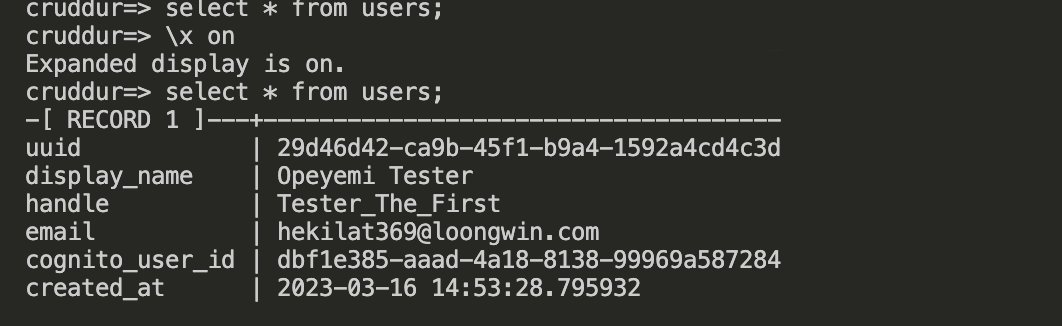 cruddur=> select * from users;
cruddur=> \x on
Expanded display is on.
cruddur=> select * from users;
-[ RECORD 1 ]---+-------------------------------------
uuid            | 29d46d42-ca9b-45f1-b9a4-1592a4cd4c3d
display_name    | Opeyemi Tester
handle          | Tester_The_First
email           | hekilat369@loongwin.com
cognito_user_id | dbf1e385-aaad-4a18-8138-99969a587284
created_at      | 2023-03-16 14:53:28.795932